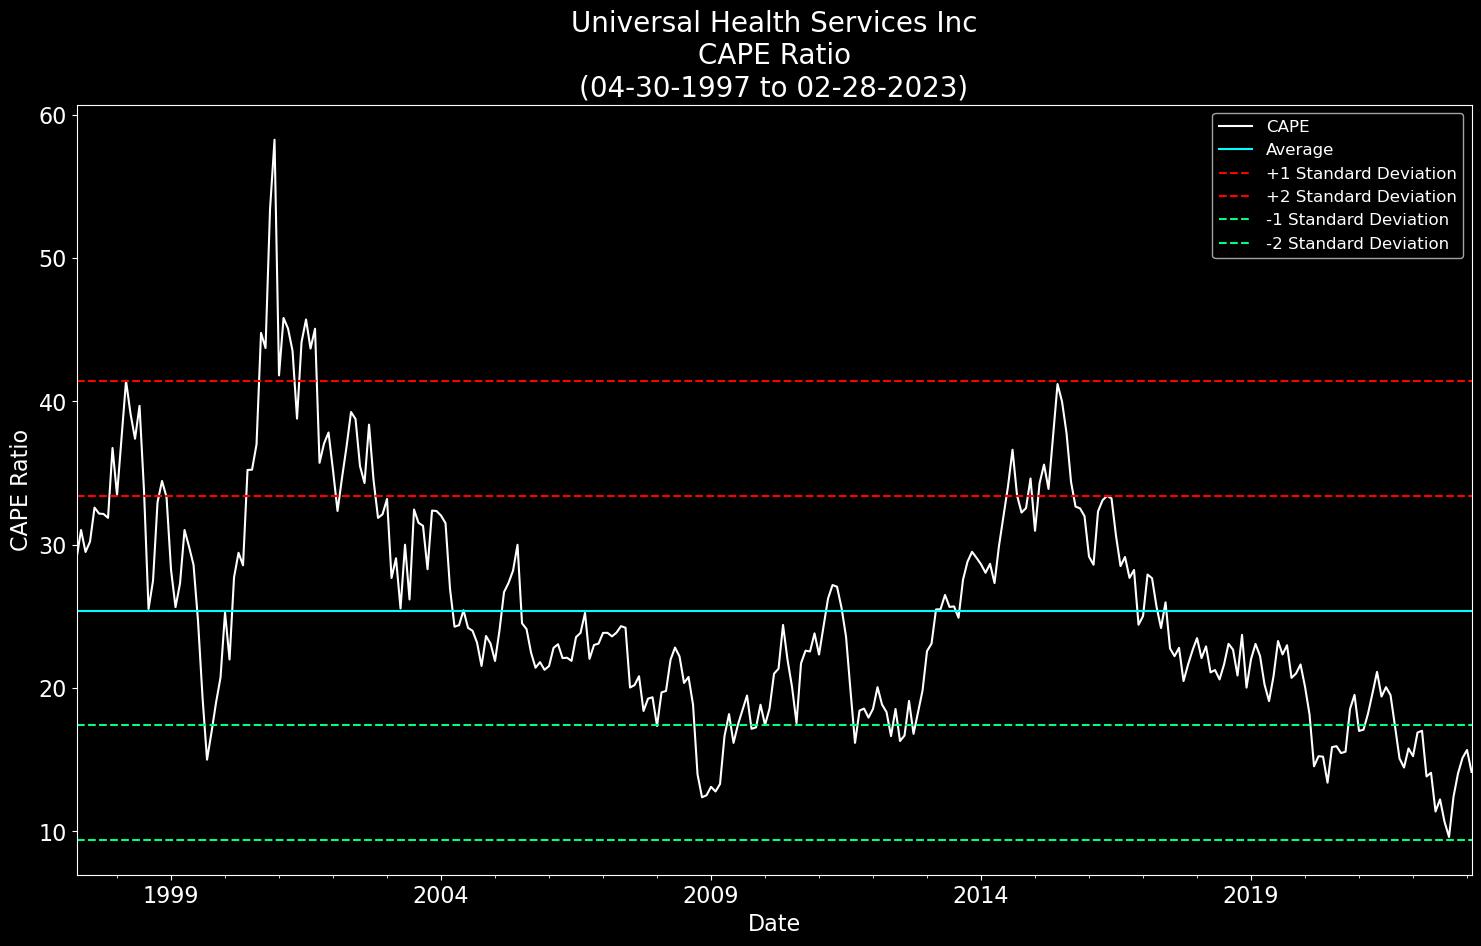 Universal Health Services Inc
CAPE Ratio
(04-30-1997 to 02-28-2023)
CAPE
Average
+1 Standard Deviation
+2 Standard Deviation
-1 Standard Deviation
-2 Standard Deviation
60
50
40
30
20
10
CAPE Ratio
1999 2004 2009 2014 2019
Date